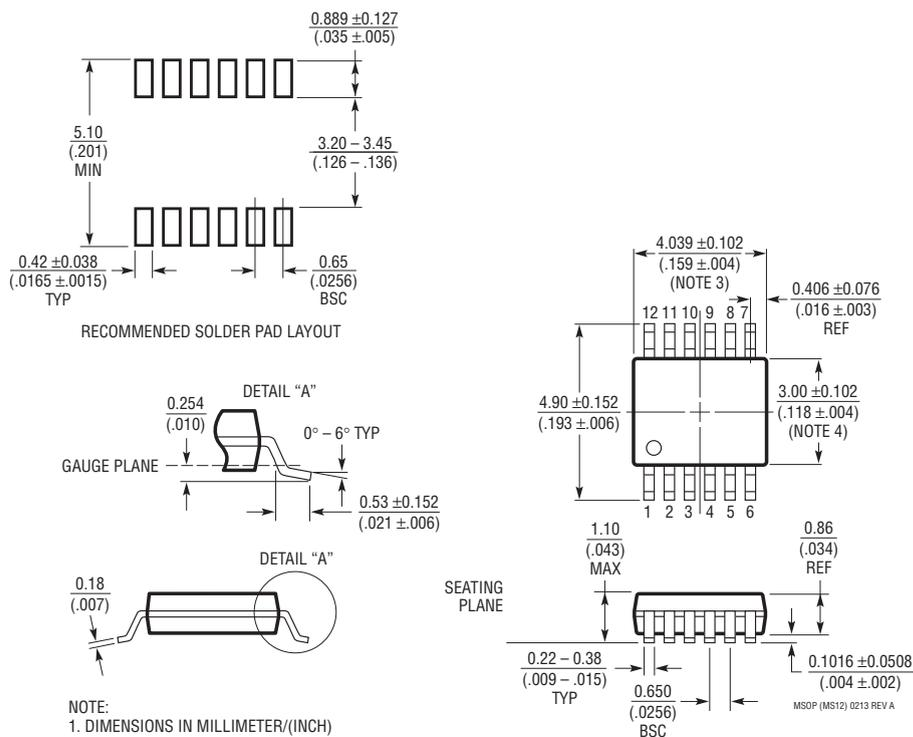 0.889 ±0.127
(.035 ±.005)
5.10
(.201)
MIN
3.20 – 3.45
(.126 – .136)
0.42 ±0.038
(.0165 ±.0015)
TYP
0.65
(.0256)
BSC
RECOMMENDED SOLDER PAD LAYOUT
4.039 ±0.102
(.159 ±.004)
(NOTE 3)
0.406 ±0.076
(.016 ±.003)
REF
12 11 10 9 8 7
4.90 ±0.152
(.193 ±.006)
3.00 ±0.102
(.118 ±.004)
(NOTE 4)
1 2 3 4 5 6
DETAIL “A”
0.254
(.010)
0° – 6° TYP
GAUGE PLANE
0.53 ±0.152
(.021 ±.006)
DETAIL “A”
0.18
(.007)
1.10
(.043)
MAX
0.86
(.034)
REF
SEATING
PLANE
0.22 – 0.38
(.009 – .015)
TYP
0.650
(.0256)
BSC
0.1016 ±0.0508
(.004 ±.002)
MSOP (MS12) 0213 REV A
NOTE:
1. DIMENSIONS IN MILLIMETER/(INCH)